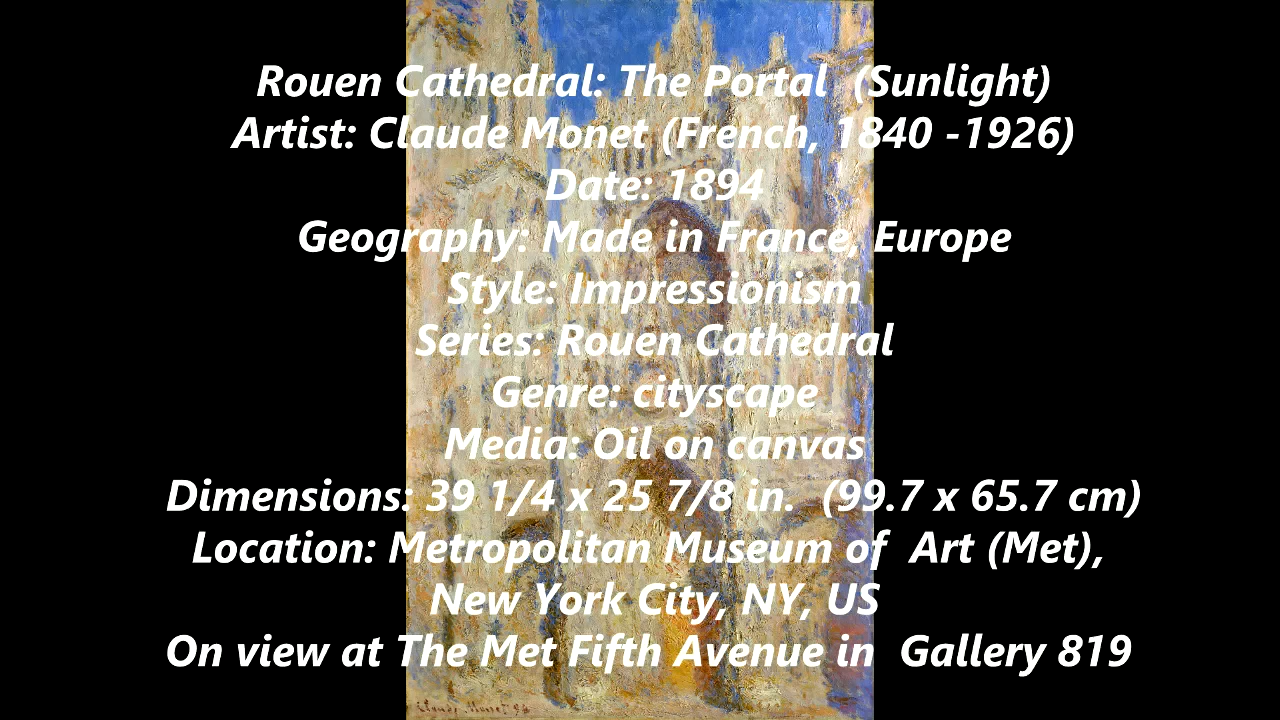 Rouen Cathedral: The Portal (Sunlight)
Artist: Claude Monet (French, 1840 -1926)
Date: 1894
Geography: Made in France, Europe
Style: Impressionism
Series: Rouen Cathedral
Genre: cityscape
Media: Oil on canvas
Dimensions: 39 1/4 x 25 7/8 in. (99.7 x 65.7 cm)
Location: Metropolitan Museum of Art (Met),
New York City, NY, US
On view at The Met Fifth Avenue in Gallery 819
Claude Monet 94